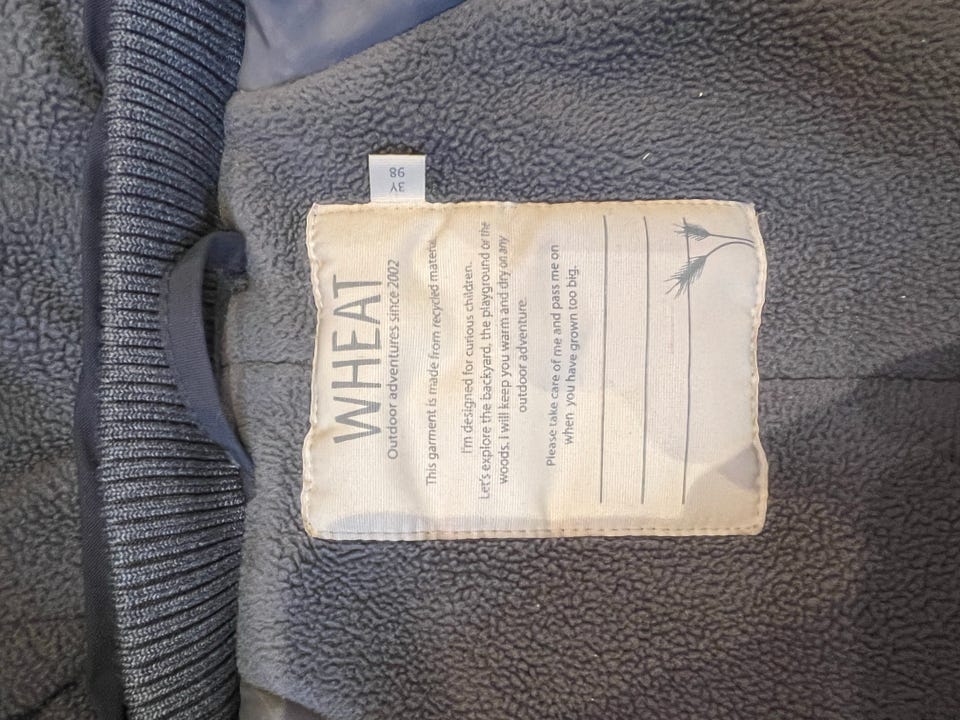 3Y
98
WHEAT
Outdoor adventures since 2002
This garment is made from recycled material
I'm designed for curious children.
Let's explore the backyard, the playground or the
woods. I will keep you warm and dry on any
outdoor adventure.
Please take care of me and pass me on
when you have grown too big.